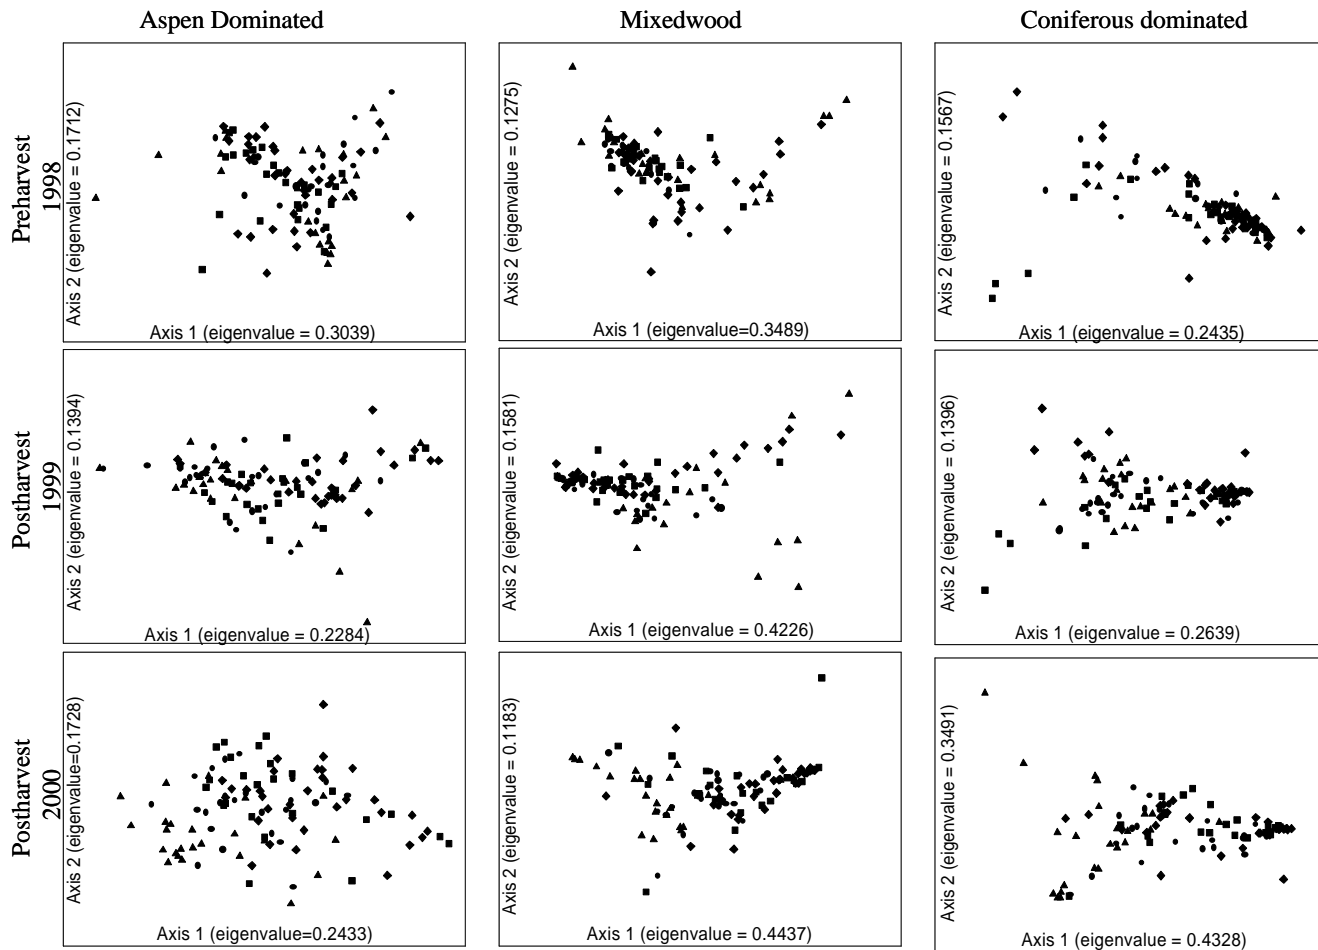 Aspen Dominated
Mixedwood
Coniferous dominated
Preharvest
1998
Axis 2 (eigenvalue = 0.1712)
Axis 1 (eigenvalue = 0.3039)
Axis 2 (eigenvalue = 0.1275)
Axis 1 (eigenvalue=0.3489)
Axis 2 (eigenvalue = 0.1567)
Axis 1 (eigenvalue = 0.2435)
Postharvest
1999
Axis 2 (eigenvalue = 0.1394)
Axis 1 (eigenvalue = 0.2284)
Axis 2 (eigenvalue = 0.1581)
Axis 1 (eigenvalue = 0.4226)
Axis 2 (eigenvalue = 0.1396)
Axis 1 (eigenvalue = 0.2639)
Postharvest
2000
Axis 2 (eigenvalue=0.1728)
Axis 1 (eigenvalue=0.2433)
Axis 2 (eigenvalue = 0.1183)
Axis 1 (eigenvalue = 0.4437)
Axis 2 (eigenvalue = 0.3491)
Axis 1 (eigenvalue = 0.4328)